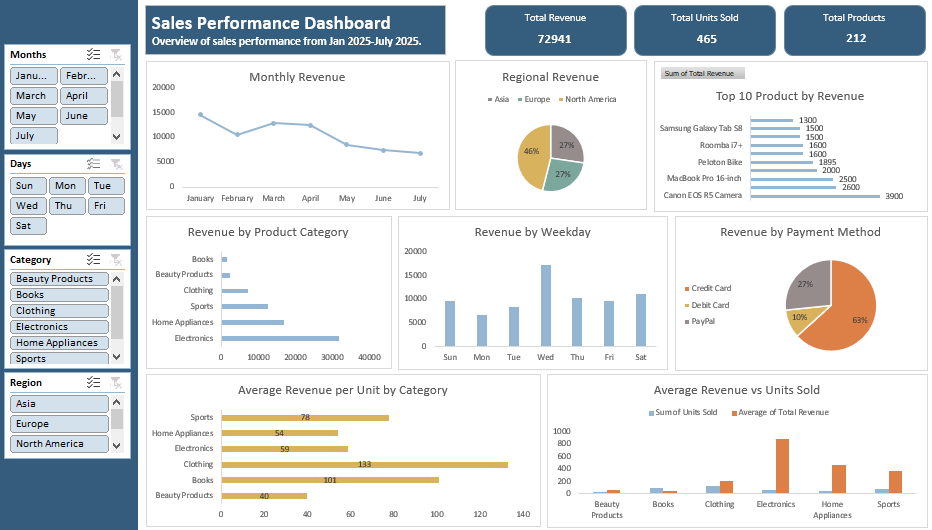 Sales Performance Dashboard
Overview of sales performance from Jan 2025-July 2025.
Total Revenue
72941
Total Units Sold
465
Total Products
212
Months
Janu... Febr...
March April
May June
July
Days
Sun Mon Tue
Wed Thu Fri
Sat
Category
Beauty Products
Books
Clothing
Electronics
Home Appliances
Sports
Region
Asia
Europe
North America
Monthly Revenue
20000
15000
10000
5000
0
January February March April May June July
Regional Revenue
Asia Europe North America
46% 27%
27%
Sum of Total Revenue
Top 10 Product by Revenue
1300
Samsung Galaxy Tab S8 1500
1500
Roomba i7+ 1600
1600
Peloton Bike 1895
2000
MacBook Pro 16-inch 2500
2600
Canon EOS R5 Camera 3900
Revenue by Product Category
Books
Beauty Products
Clothing
Sports
Home Appliances
Electronics
0 10000 20000 30000 40000
Revenue by Weekday
20000
15000
10000
5000
0
Sun Mon Tue Wed Thu Fri Sat
Revenue by Payment Method
Credit Card
Debit Card
PayPal
27%
10%
63%
Average Revenue per Unit by Category
Sports 78
Home Appliances 54
Electronics 59
Clothing 133
Books 101
Beauty Products 40
0 20 40 60 80 100 120 140
Average Revenue vs Units Sold
Sum of Units Sold Average of Total Revenue
1000
800
600
400
200
0
Beauty Products Books Clothing Electronics Home Appliances Sports